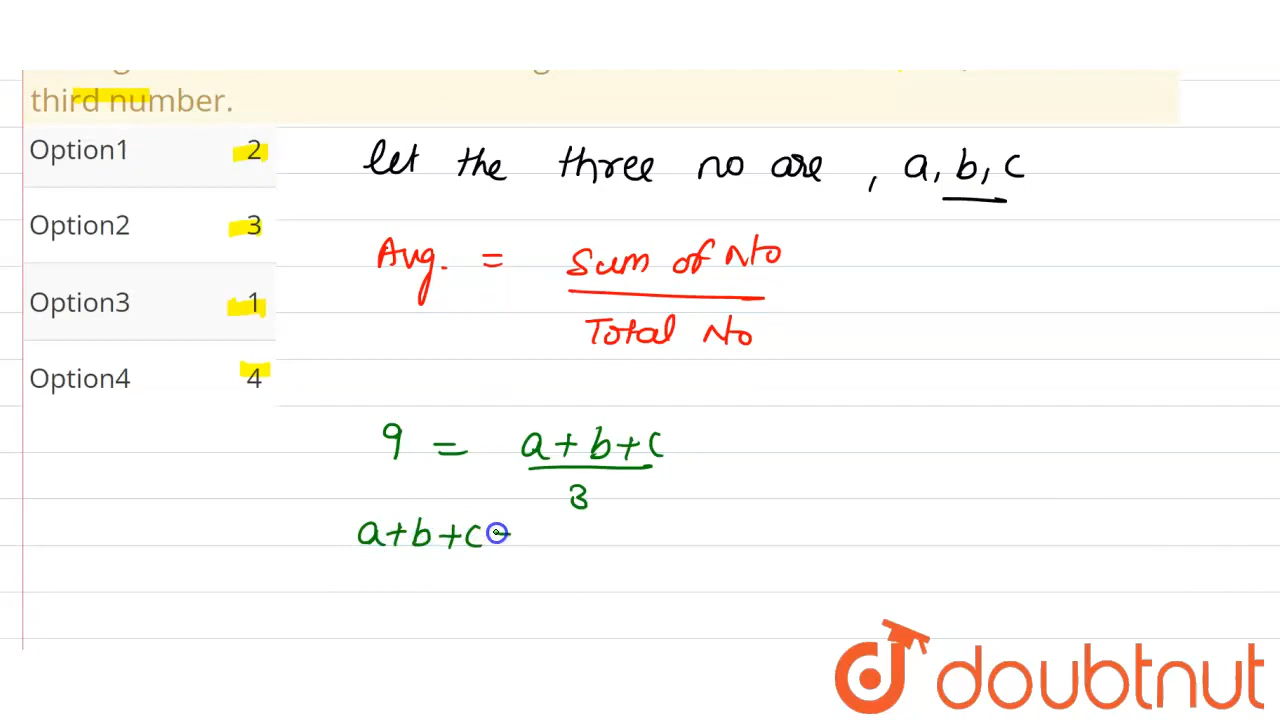 third number.
Option1 2
Option2 3
Option3 1
Option4 4
let the three no are, a, b, c
Avg. = Sum of No
Total No
9 = a+b+c
3
a+b+c
doubtnut